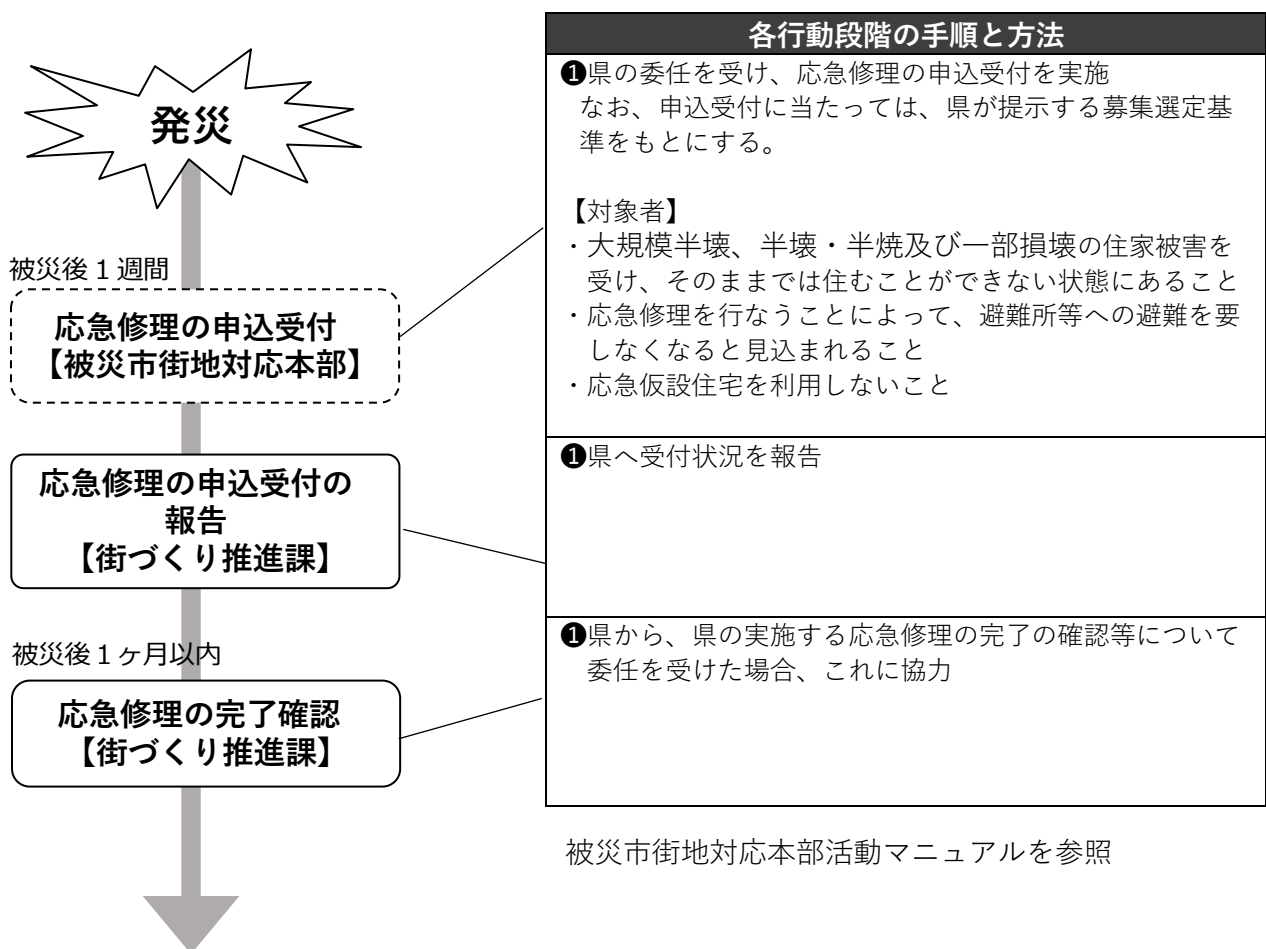 発災
被災後１週間
応急修理の申込受付
【被災市街地対応本部】
応急修理の申込受付の
報告
【街づくり推進課】
被災後１ヶ月以内
応急修理の完了確認
【街づくり推進課】
各行動段階の手順と方法
❶県の委任を受け、応急修理の申込受付を実施
なお、申込受付に当たっては、県が提示する募集選定基
準をもとにする。
【対象者】
・大規模半壊、半壊・半焼及び一部損壊の住家被害を
受け、そのままでは住むことができない状態にあること
・応急修理を行なうことによって、避難所等への避難を要
しなくなると見込まれること
・応急仮設住宅を利用しないこと
❶県へ受付状況を報告
❶県から、県の実施する応急修理の完了の確認等について
委任を受けた場合、これに協力
被災市街地対応本部活動マニュアルを参照